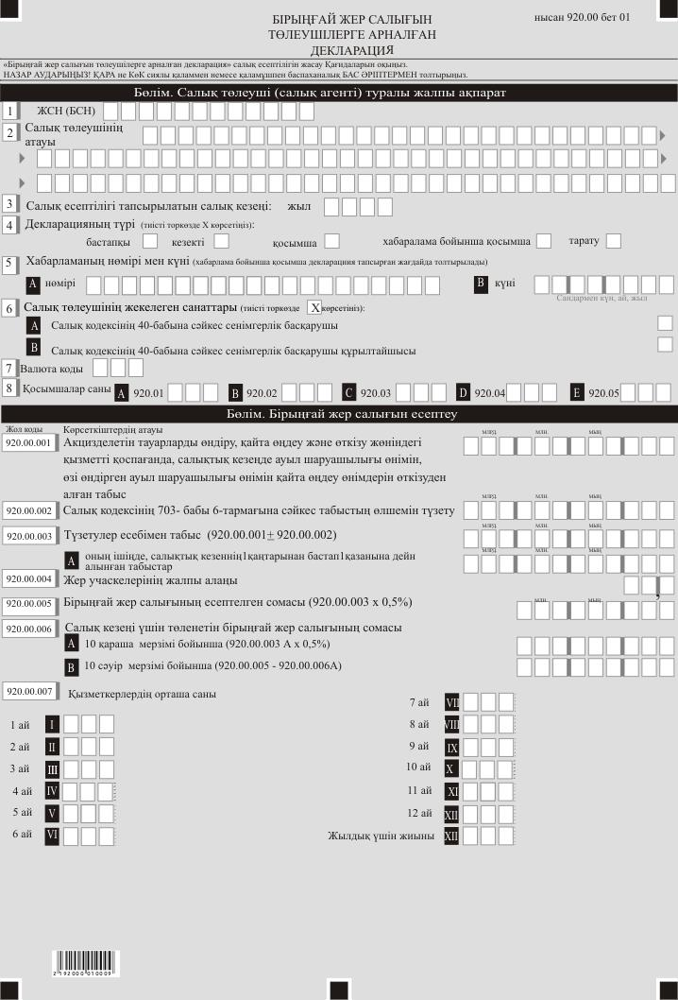 БІРЫҢҒАЙ ЖЕР САЛЫҒЫН
нысан 920.00 бет 01
ТӨЛЕУШІЛЕРГЕ АРНАЛҒАН
ДЕКЛАРАЦИЯ
«Бірыңғай жер салығын төлеушілерге арналған декларация» салық есептілігін жасау Қағидаларын оқыңыз.
НАЗАР АУДАРЫҢЫЗ! ҚАРА не КөК сиялы қаламмен немесе қаламұшпен баспаханалық БАС ӘРІПТЕРМЕН толтырыңыз.
Бөлім. Салық төлеуші (салық агенті) туралы жалпы ақпарат
1 ЖСН (БСН)
2 Салық төлеушінің
атауы
3 Салық есептілігі тапсырылатын салық кезеңі: жыл
4 Декларацияның түрі (тиісті торкөзде Х көрсетіңіз):
бастапқы кезекті қосымша хабаралама бойынша қосымша тарату
5 Хабарламаның нөмірі мен күні (хабарлама бойынша қосымша декларацияя тапсырған жағдайда толтырылады)
A нөмірі B күні
Сандармен күн, ай, жыл
6 Салық төлеушінің жекелеген санаттары (тиісті торкөзде X көрсетіңіз):
A Салық кодексінің 40-бабына сәйкес сенімгерлік басқарушы
B Салық кодексінің 40-бабына сәйкес сенімгерлік басқарушы құрылтайшысы
7 Валюта коды
8 Қосымшалар саны A 920.01 B 920.02 C 920.03 D 920.04 E 920.05
Бөлім. Бірыңғай жер салығын есептеу
Жол коды Көрсеткіштердің атауы млрд. млн. мың
920.00.001 Акцизделетін тауарларды өндіру, қайта өңдеу және өткізу жөніндегі
қызметті қоспағанда, салықтық кезеңде ауыл шаруашылығы өнімін,
өзі өндірген ауыл шаруашылығы өнімін қайта өңдеу өнімдерін өткізуден
алған табыс
млрд. млн. мың
920.00.002 Салық кодексінің 703- бабы 6-тармағына сәйкес табыстың өлшемін түзету
млрд. млн. мың
920.00.003 Түзетулер есебімен табыс (920.00.001± 920.00.002)
млрд. млн. мың
A оның ішінде, салықтық кезеннің1қаңтарынан бастап1қазанына дейн
алынған табыстар
920.00.004 Жер учаскелерінің жалпы алаңы ,
млн. мың
920.00.005 Бірыңғай жер салығының есептелген сомасы (920.00.003 х 0,5%)
920.00.006 Салық кезеңі үшін төленетін бірыңғай жер салығының сомасы
A 10 қараша мерзімі бойынша (920.00.003 А х 0,5%)
B 10 сәуір мерзімі бойынша (920.00.005 - 920.00.006А)
920.00.007 Қызметкерлердің орташа саны
7 ай VII
1 ай I
8 ай VIII
2 ай II
9 ай IX
3 ай III
10 ай X
4 ай IV
11 ай XI
5 ай V
12 ай XII
6 ай VI
Жылдық үшін жиыны XII
2 192000 010009